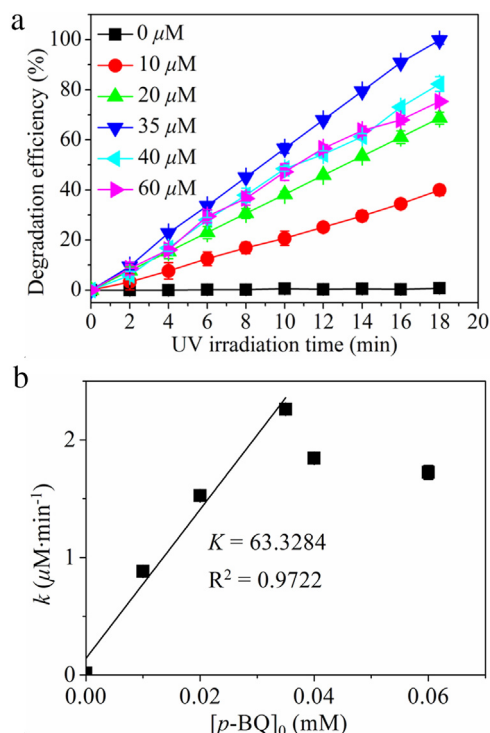 a
Degradation efficiency (%)
100
80
60
40
20
0
0 μM
10 μM
20 μM
35 μM
40 μM
60 μM
0 2 4 6 8 10 12 14 16 18 20
UV irradiation time (min)
b
k (μM·min⁻¹)
2
1
0
K = 63.3284
R² = 0.9722
0.00 0.02 0.04 0.06
[p-BQ]₀ (mM)